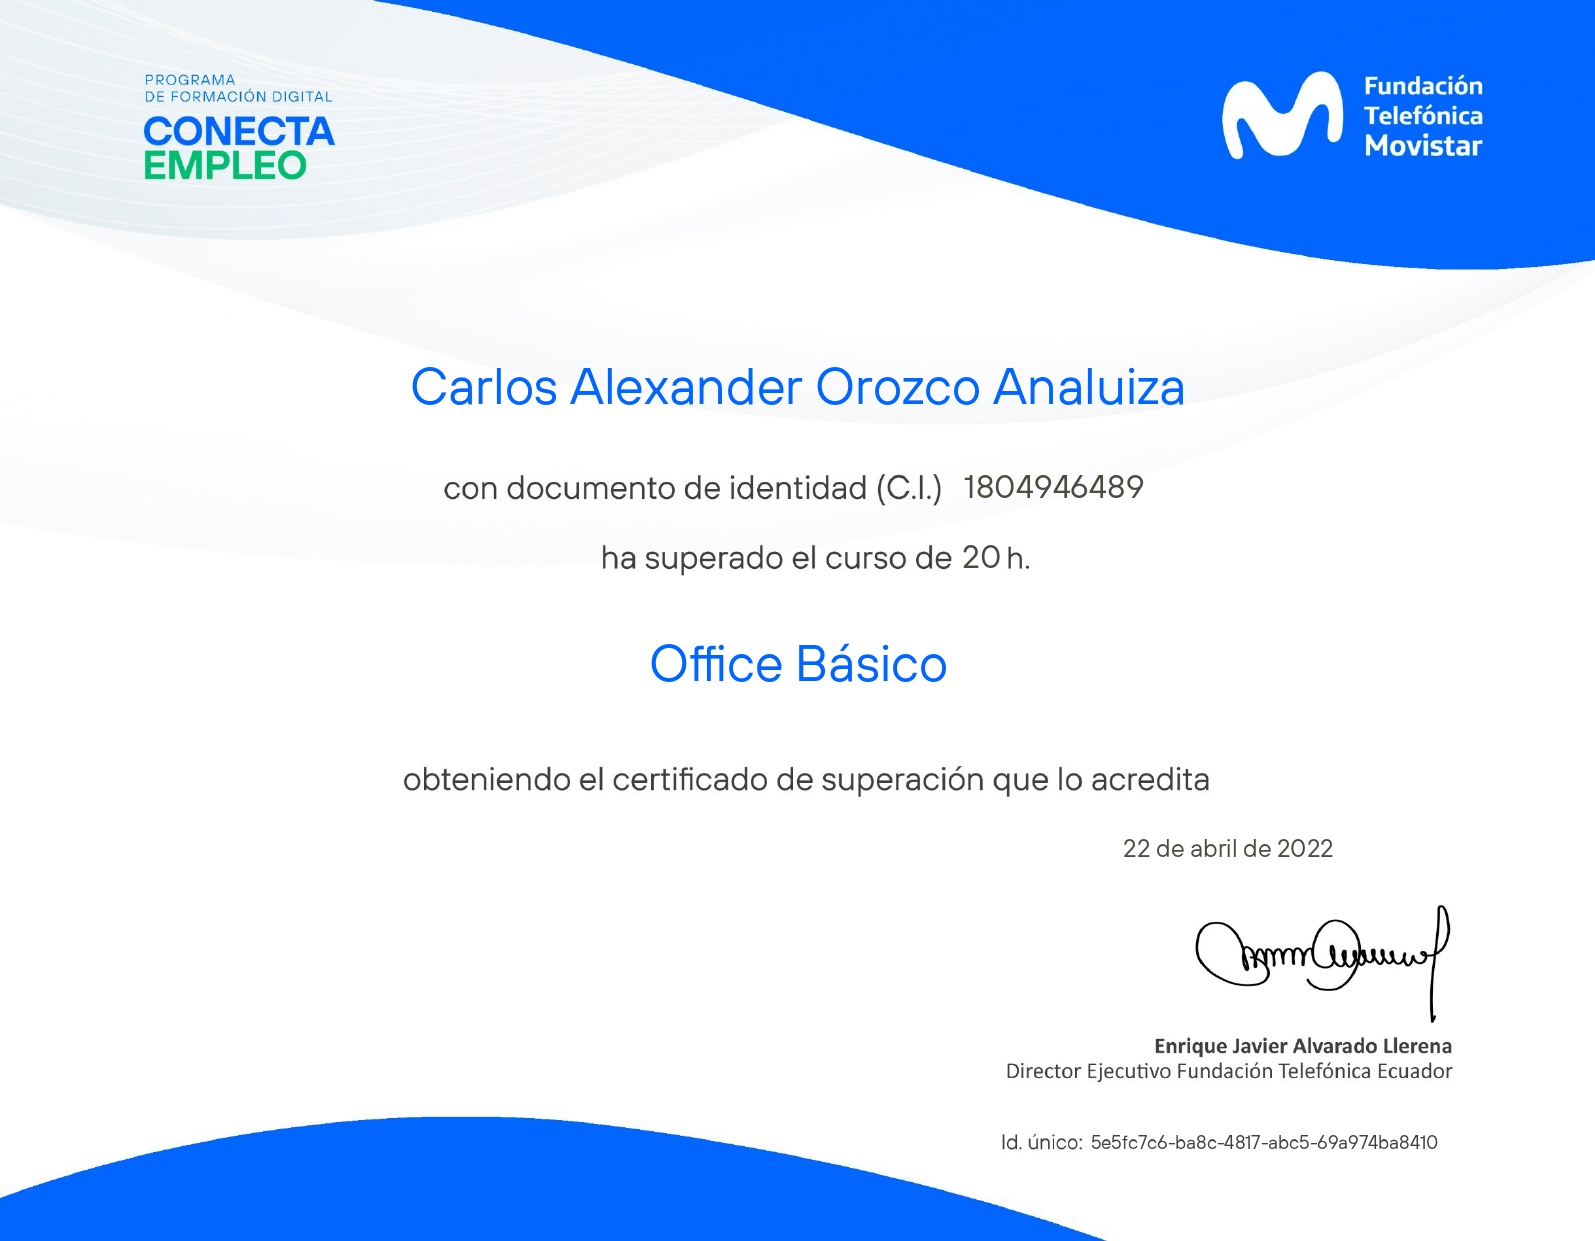 PROGRAMA
DE FORMACIÓN DIGITAL
CONECTA
EMPLEO
Fundación
Telefónica
Movistar
Carlos Alexander Orozco Analuiza
con documento de identidad (C.I.) 1804946489
ha superado el curso de 20 h.
Office Básico
obteniendo el certificado de superación que lo acredita
22 de abril de 2022
Enrique Javier Alvarado Llerena
Director Ejecutivo Fundación Telefónica Ecuador
Id. único: 5e5fc7c6-ba8c-4817-abc5-69a974ba8410